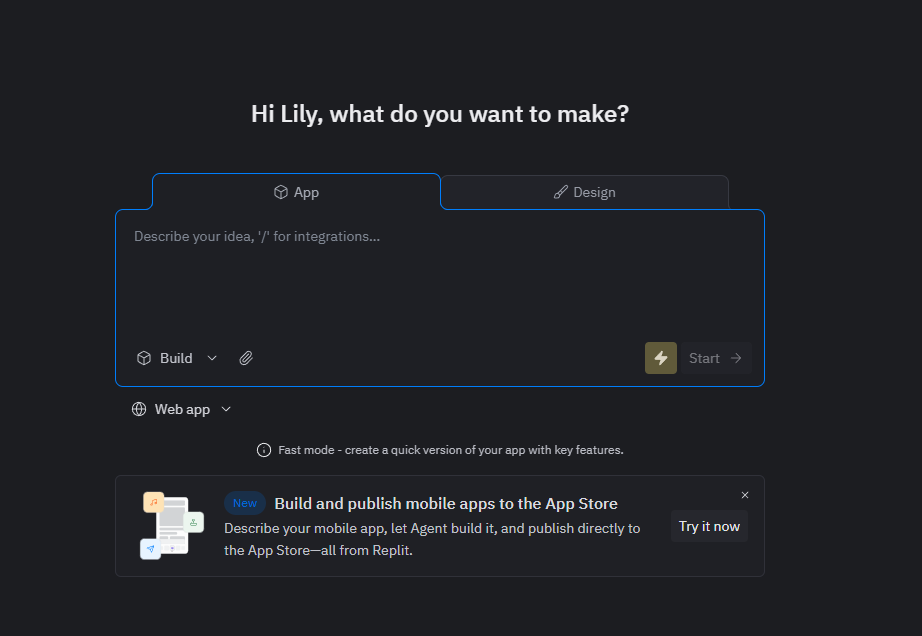 Hi Lily, what do you want to make?
App
Design
Describe your idea, '/' for integrations...
Build
Start
Web app
Fast mode - create a quick version of your app with key features.
New
Build and publish mobile apps to the App Store
Describe your mobile app, let Agent build it, and publish directly to
the App Store—all from Replit.
Try it now